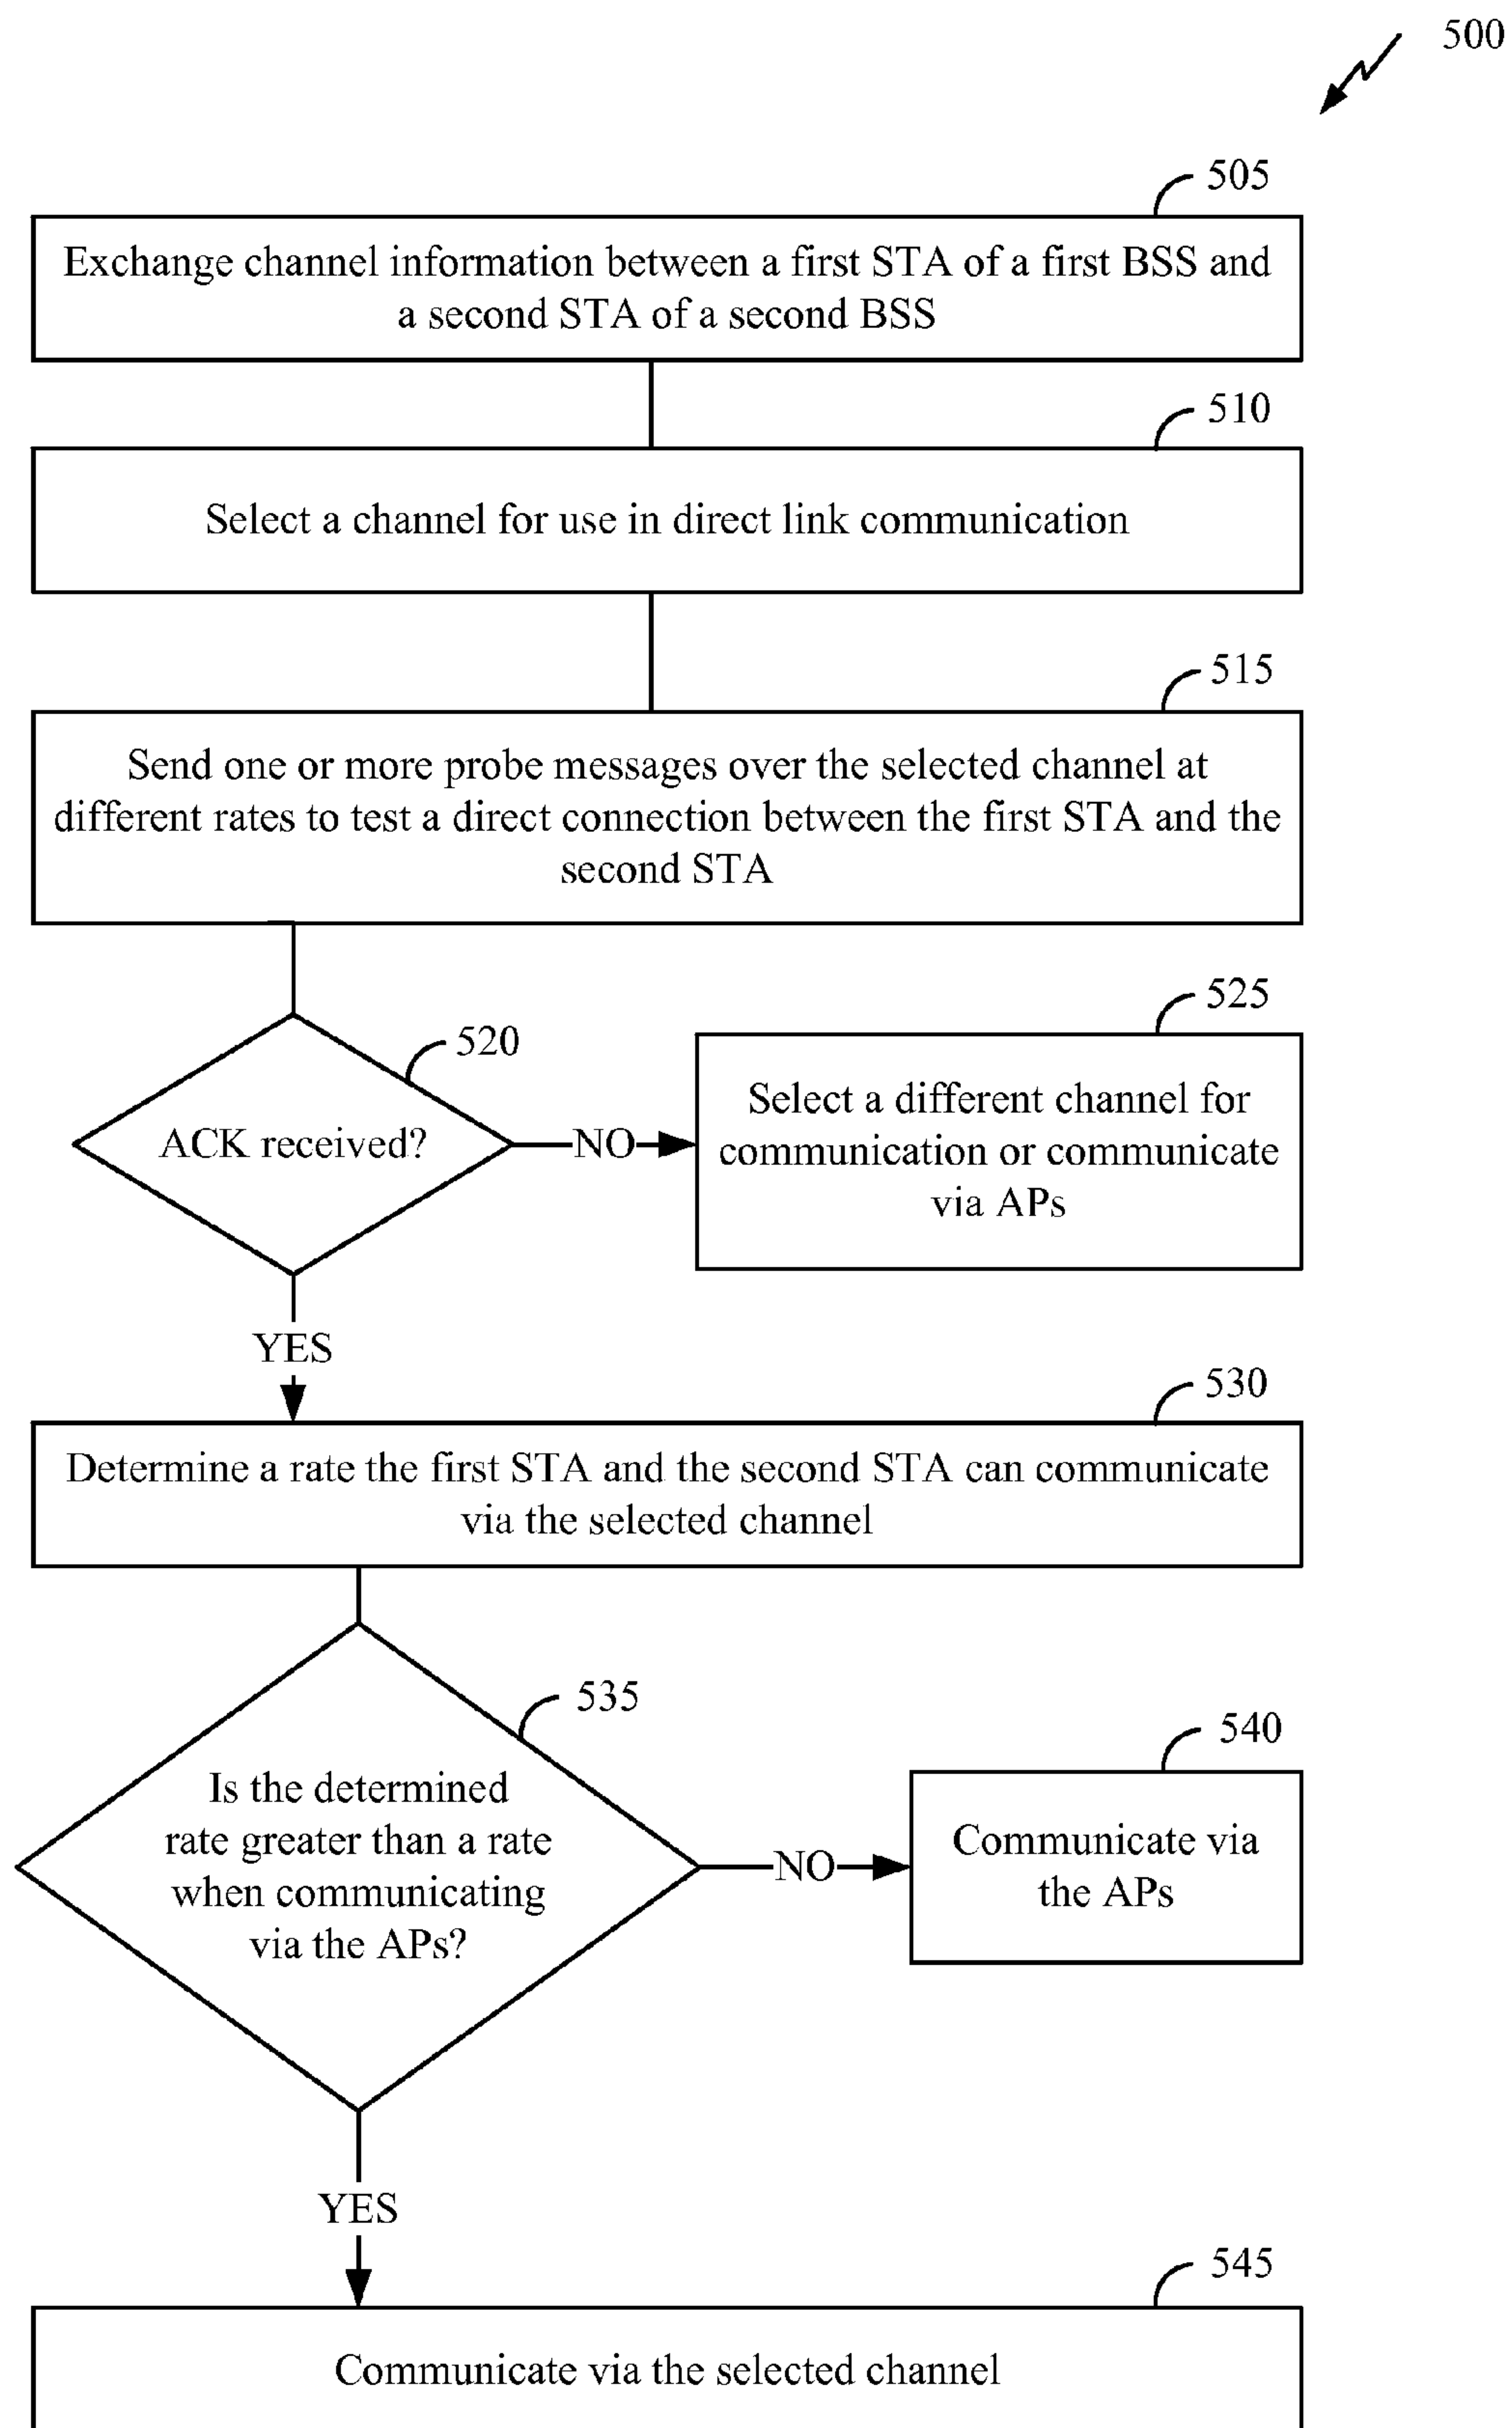 500
505
Exchange channel information between a first STA of a first BSS and
a second STA of a second BSS
510
Select a channel for use in direct link communication
515
Send one or more probe messages over the selected channel at
different rates to test a direct connection between the first STA and the
second STA
520
ACK received?
NO
525
Select a different channel for
communication or communicate
via APs
YES
530
Determine a rate the first STA and the second STA can communicate
via the selected channel
535
Is the determined
rate greater than a rate
when communicating
via the APs?
NO
540
Communicate via
the APs
YES
545
Communicate via the selected channel